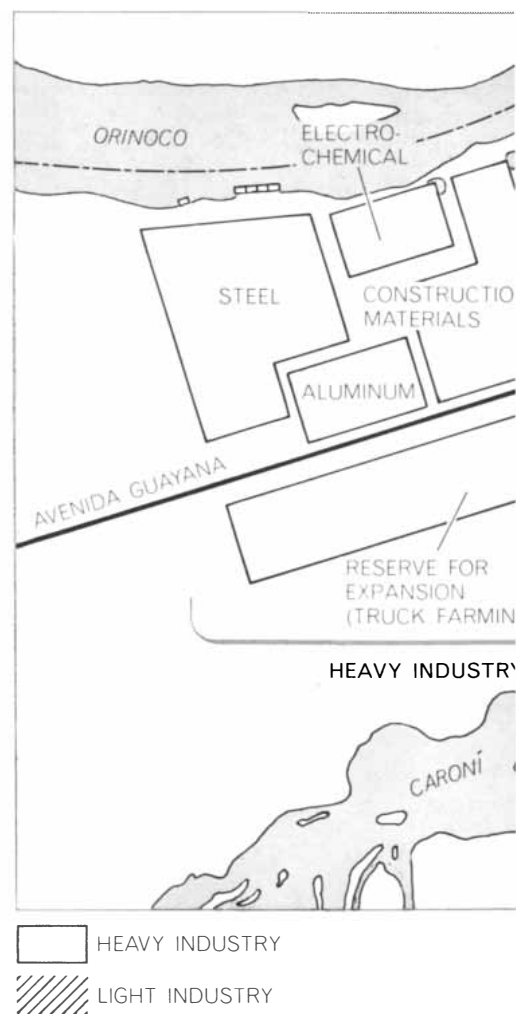 ORINOCO
ELECTRO-
CHEMICAL
STEEL
CONSTRUCTIO
MATERIALS
ALUMINUM
AVENIDA GUAYANA
RESERVE FOR
EXPANSION
(TRUCK FARMIN
HEAVY INDUSTRY
CARONÍ
HEAVY INDUSTRY
LIGHT INDUSTRY